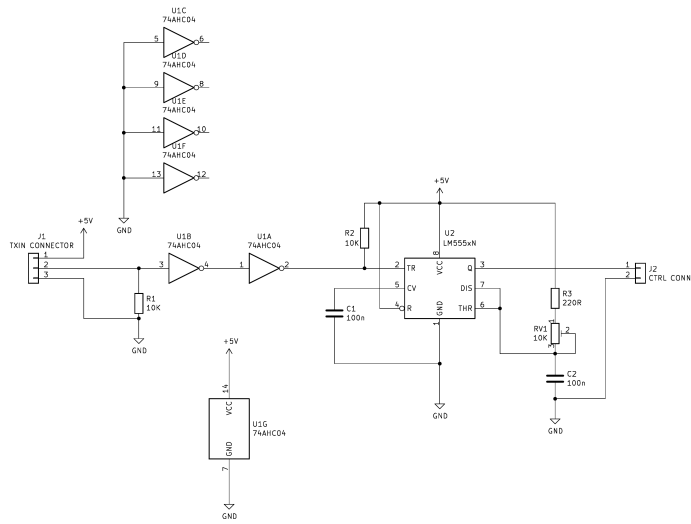 U1C
74AHC04
5 6
U1D
74AHC04
9 8
U1E
74AHC04
11 10
U1F
74AHC04
13 12
GND
J1
TXIN CONNECTOR
+5V
1
2
3
R1
10K
GND
U1B
74AHC04
3 4
U1A
74AHC04
1 2
R2
10K
+5V
U2
LM555xN
8
VCC
2 TR
5 CV
4 R
Q 3
DIS 7
THR 6
GND
1
C1
100n
GND
R3
220R
RV1
10K
1
2
3
C2
100n
GND
1
2
J2
CTRL CONN
+5V
14
VCC
U1G
74AHC04
GND
7
GND